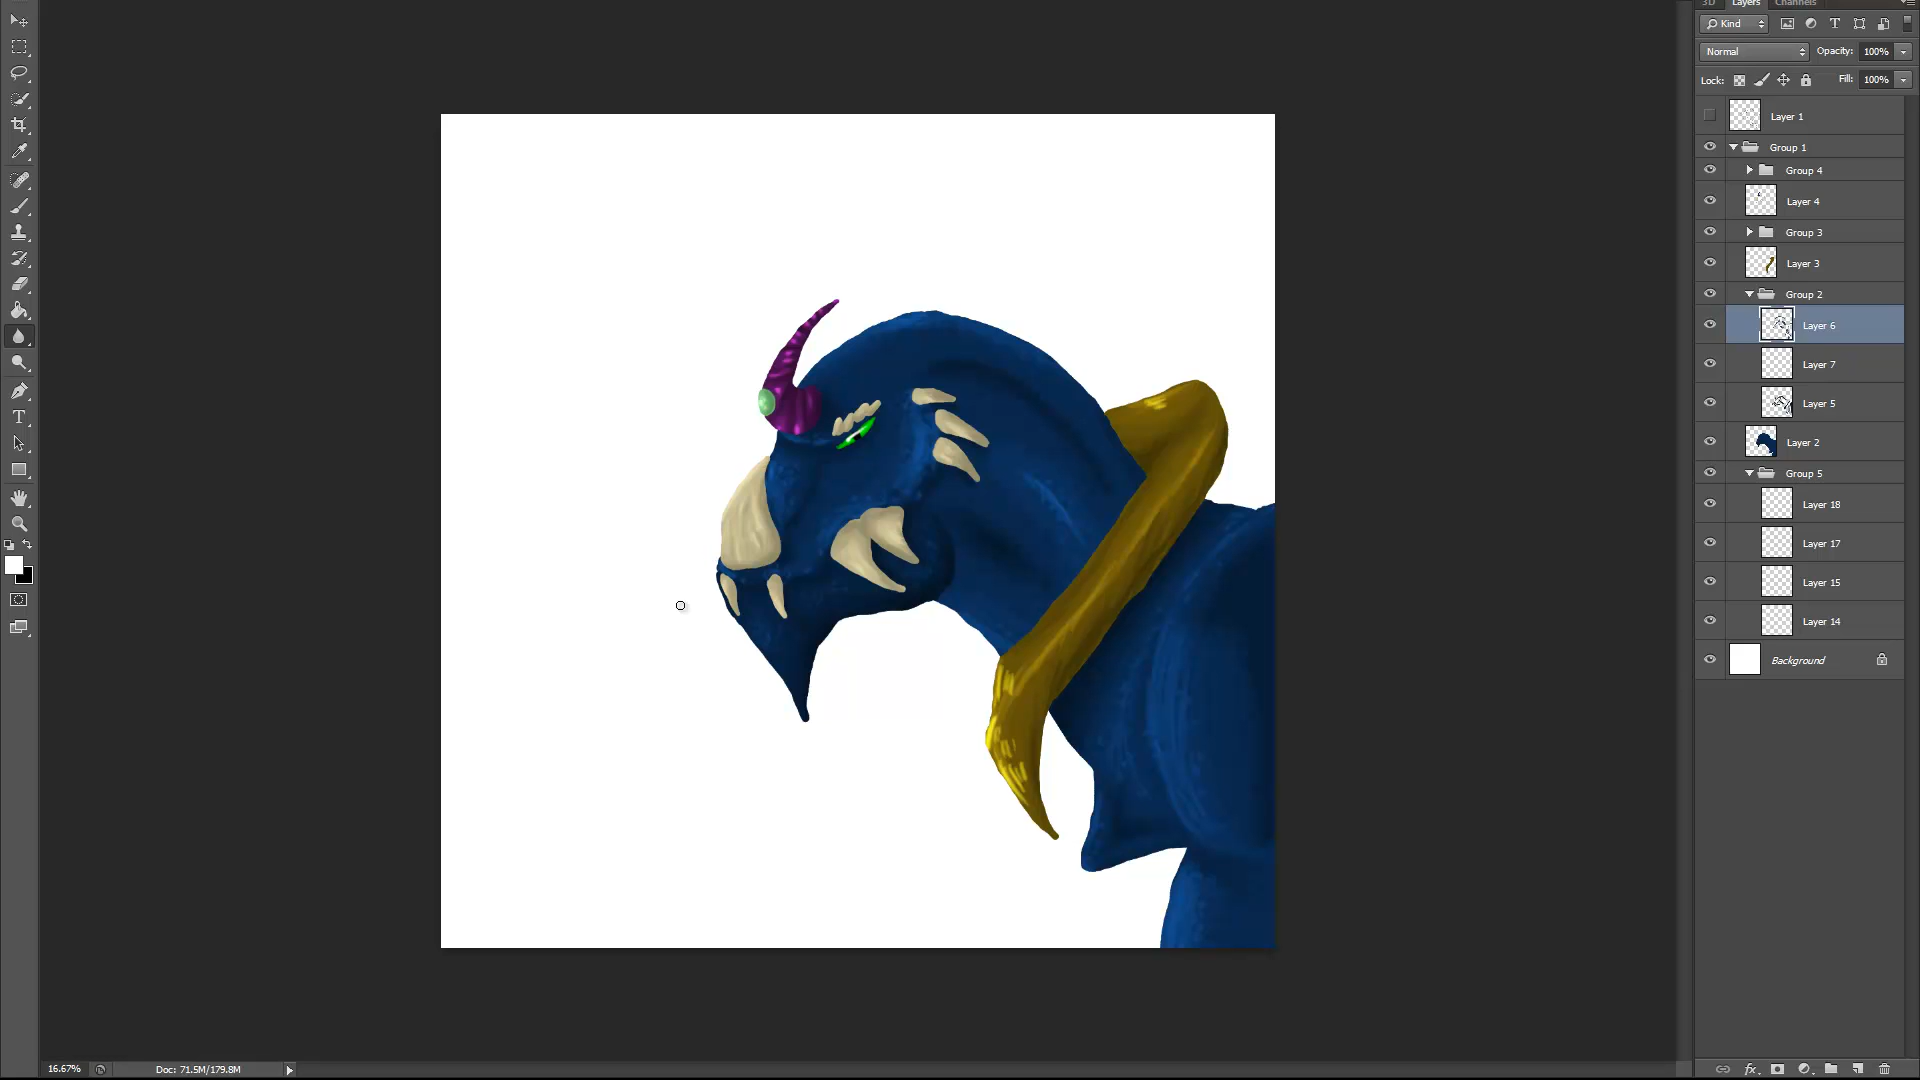 3D Layers Channels
Kind
Normal Opacity: 100%
Lock: Fill: 100%
Layer 1
Group 1
Group 4
Layer 4
Group 3
Layer 3
Group 2
Layer 6
Layer 7
Layer 5
Layer 2
Group 5
Layer 18
Layer 17
Layer 15
Layer 14
Background
16.67% Doc: 71.5M/179.8M